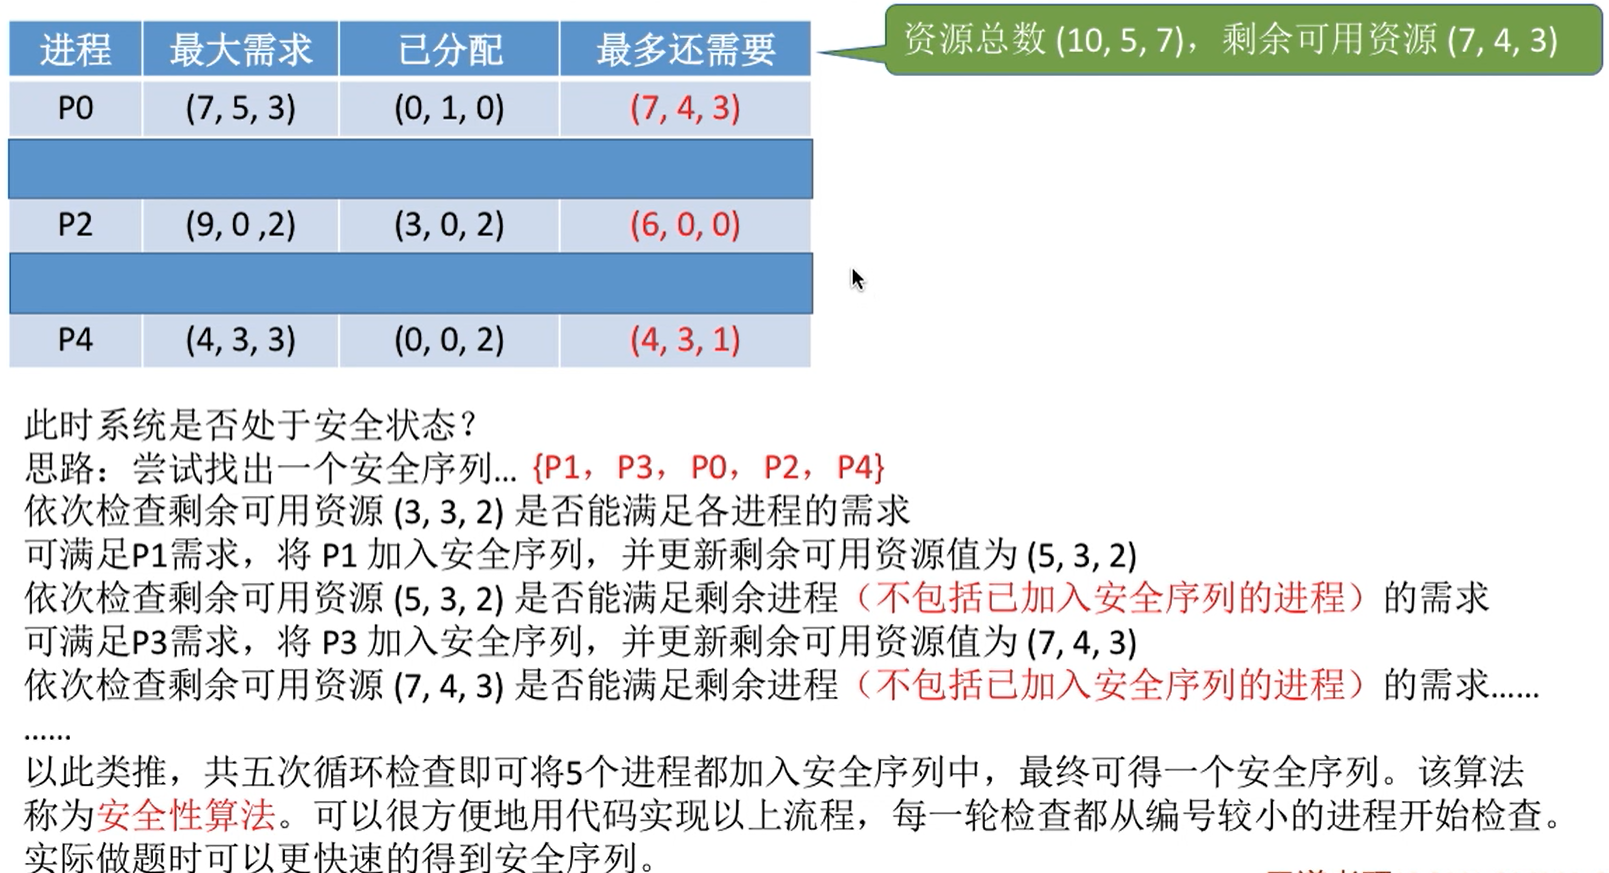 进程 最大需求 已分配 最多还需要
资源总数 (10, 5, 7)，剩余可用资源 (7, 4, 3)
P0 (7, 5, 3) (0, 1, 0) (7, 4, 3)
P2 (9, 0 ,2) (3, 0, 2) (6, 0, 0)
P4 (4, 3, 3) (0, 0, 2) (4, 3, 1)
此时系统是否处于安全状态？
思路：尝试找出一个安全序列... {P1，P3，P0，P2，P4}
依次检查剩余可用资源 (3, 3, 2) 是否能满足各进程的需求
可满足P1需求，将 P1 加入安全序列，并更新剩余可用资源值为 (5, 3, 2)
依次检查剩余可用资源 (5, 3, 2) 是否能满足剩余进程（不包括已加入安全序列的进程）的需求
可满足P3需求，将 P3 加入安全序列，并更新剩余可用资源值为 (7, 4, 3)
依次检查剩余可用资源 (7, 4, 3) 是否能满足剩余进程（不包括已加入安全序列的进程）的需求......
......
以此类推，共五次循环检查即可将5个进程都加入安全序列中，最终可得一个安全序列。该算法
称为安全性算法。可以很方便地用代码实现以上流程，每一轮检查都从编号较小的进程开始检查。
实际做题时可以更快速的得到安全序列。